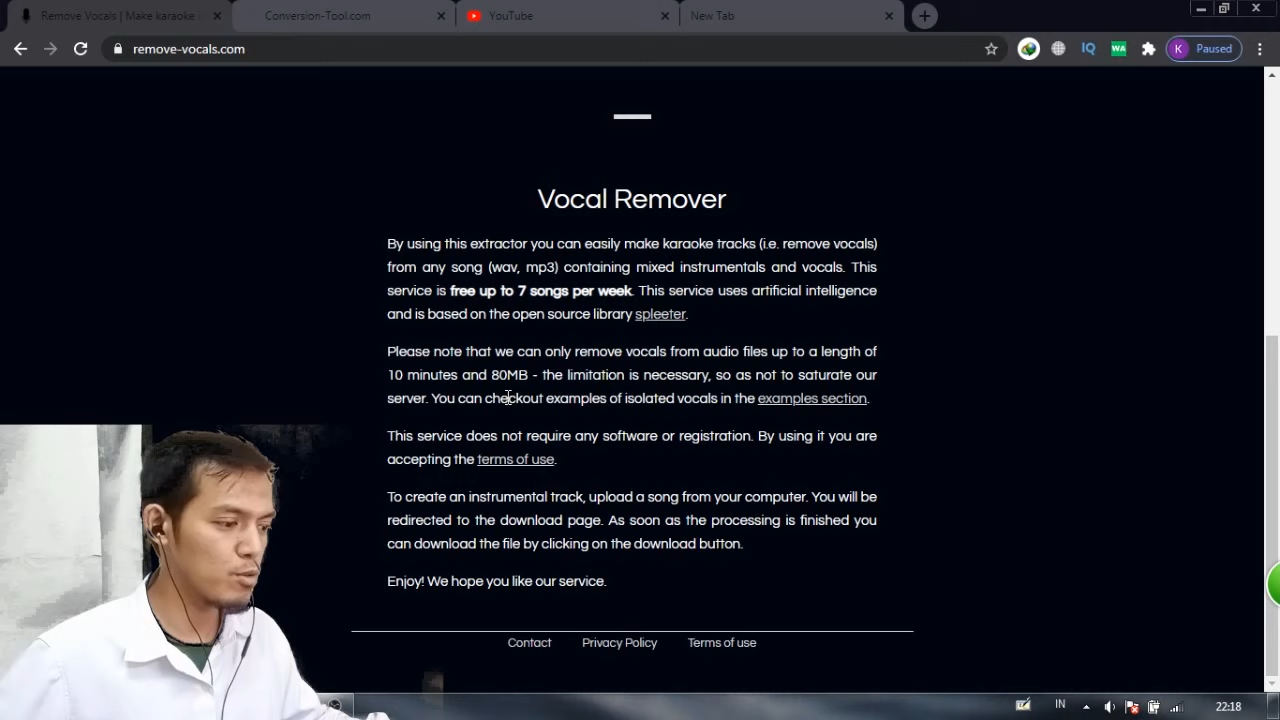 Remove Vocals | Make karaoke
Conversion-Tool.com
YouTube
New Tab
remove-vocals.com
IQ
WA
K Paused
Vocal Remover
By using this extractor you can easily make karaoke tracks (i.e. remove vocals)
from any song (wav, mp3) containing mixed instrumentals and vocals. This
service is free up to 7 songs per week. This service uses artificial intelligence
and is based on the open source library spleeter.
Please note that we can only remove vocals from audio files up to a length of
10 minutes and 80MB - the limitation is necessary, so as not to saturate our
server. You can checkout examples of isolated vocals in the examples section.
This service does not require any software or registration. By using it you are
accepting the terms of use.
To create an instrumental track, upload a song from your computer. You will be
redirected to the download page. As soon as the processing is finished you
can download the file by clicking on the download button.
Enjoy! We hope you like our service.
Contact Privacy Policy Terms of use
IN 22:18